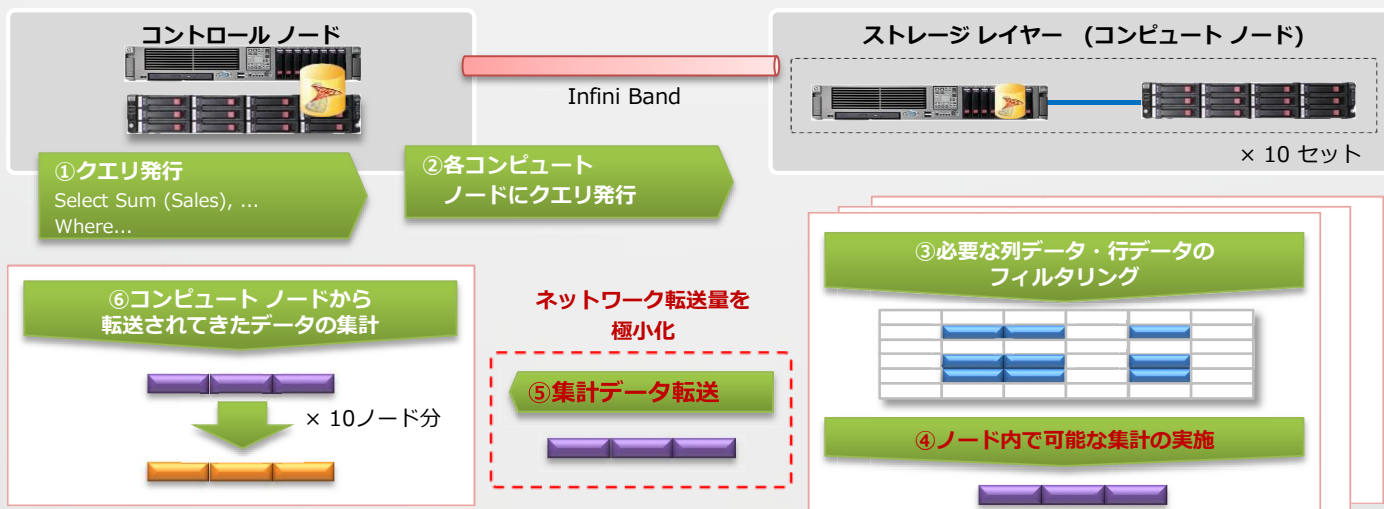 コントロール ノード
ストレージ レイヤー (コンピュート ノード)
Infini Band
× 10 セット
①クエリ発行
Select Sum (Sales), ...
Where...
②各コンピュート
ノードにクエリ発行
③必要な列データ・行データの
フィルタリング
④ノード内で可能な集計の実施
ネットワーク転送量を
極小化
⑤集計データ転送
⑥コンピュート ノードから
転送されてきたデータの集計
× 10ノード分